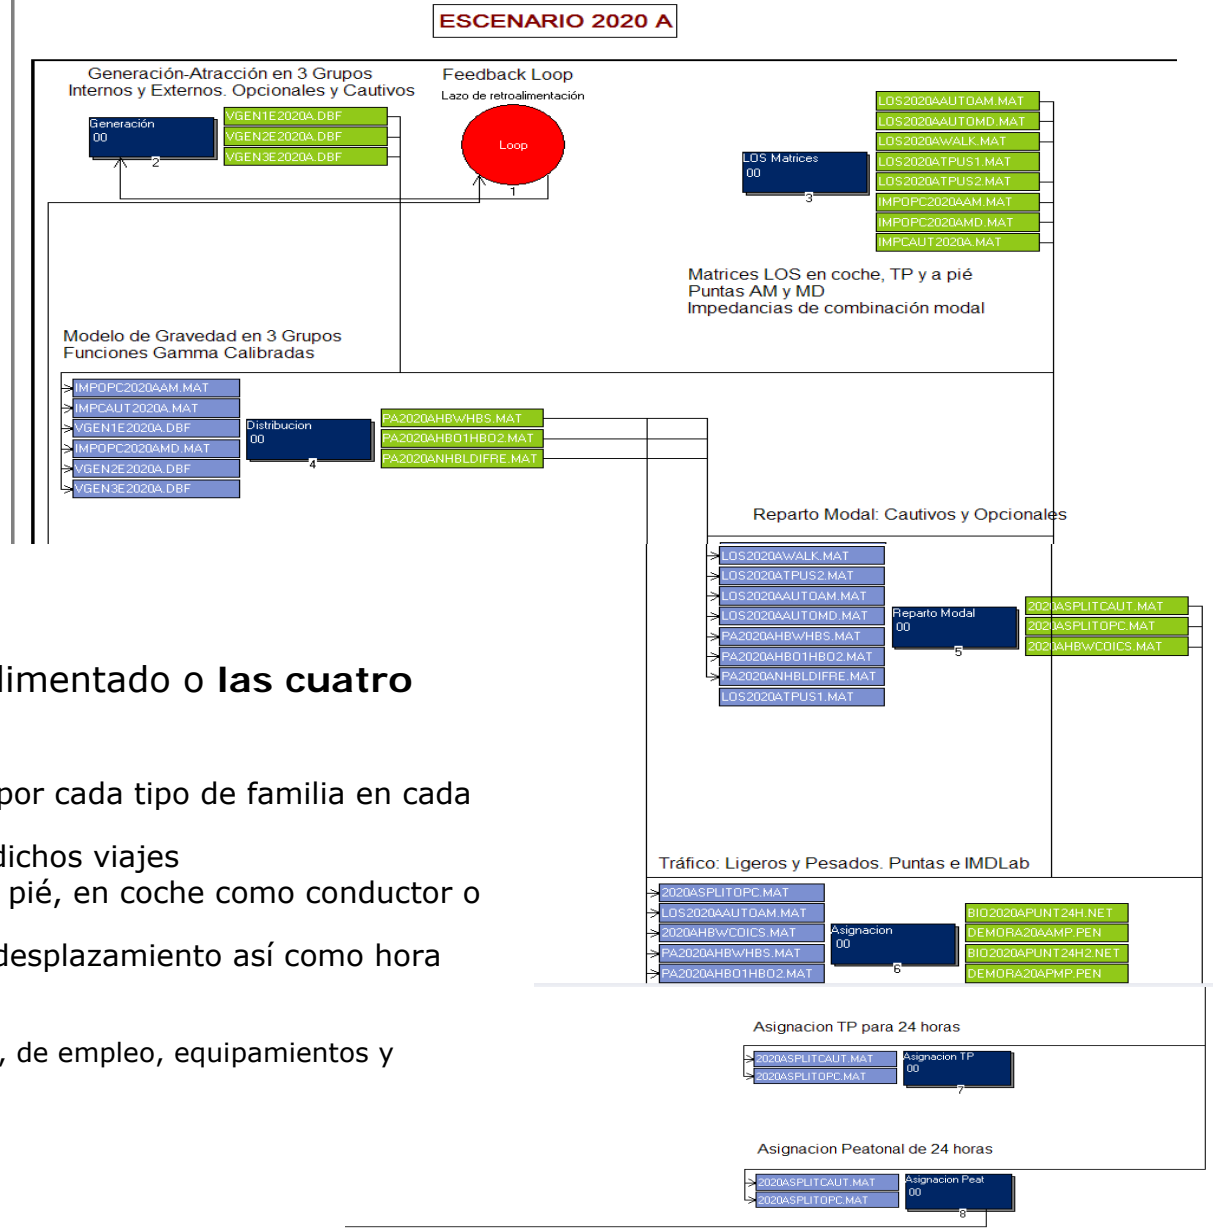 ESCENARIO 2020 A
Generación-Atracción en 3 Grupos
Internos y Externos. Opcionales y Cautivos
Generación
00
2
VGEN1E2020A.DBF
VGEN2E2020A.DBF
VGEN3E2020A.DBF
Feedback Loop
Lazo de retroalimentación
Loop
1
LOS Matrices
00
3
LOS2020AAUTOAM.MAT
LOS2020AAUTOMD.MAT
LOS2020AWALK.MAT
LOS2020ATPUS1.MAT
LOS2020ATPUS2.MAT
IMPOPC2020AAM.MAT
IMPOPC2020AMD.MAT
IMPCAUT2020A.MAT
Matrices LOS en coche, TP y a pié
Puntas AM y MD
Impedancias de combinación modal
Modelo de Gravedad en 3 Grupos
Funciones Gamma Calibradas
IMPOPC2020AAM.MAT
IMPCAUT2020A.MAT
VGEN1E2020A.DBF
IMPOPC2020AMD.MAT
VGEN2E2020A.DBF
VGEN3E2020A.DBF
Distribucion
00
4
PA2020AHBWHBS.MAT
PA2020AHBO1HBO2.MAT
PA2020ANHBLDIFRE.MAT
Reparto Modal: Cautivos y Opcionales
LOS2020AWALK.MAT
LOS2020ATPUS2.MAT
LOS2020AAUTOAM.MAT
LOS2020AAUTOMD.MAT
PA2020AHBWHBS.MAT
PA2020AHBO1HBO2.MAT
PA2020ANHBLDIFRE.MAT
LOS2020ATPUS1.MAT
Reparto Modal
00
5
2020ASPLITCAUT.MAT
2020ASPLITOPC.MAT
2020AHBWCOICS.MAT
limentado o las cuatro
por cada tipo de familia en cada
dichos viajes
pié, en coche como conductor o
desplazamiento así como hora
, de empleo, equipamientos y
Tráfico: Ligeros y Pesados. Puntas e IMDLab
2020ASPLITOPC.MAT
LOS2020AAUTOAM.MAT
2020AHBWCOICS.MAT
PA2020AHBWHBS.MAT
PA2020AHBO1HBO2.MAT
Asignacion
00
6
BIO2020APUNT24H.NET
DEMORA20AAMP.PEN
BIO2020APUNT24H2.NET
DEMORA20APMP.PEN
Asignacion TP para 24 horas
2020ASPLITCAUT.MAT
2020ASPLITOPC.MAT
Asignacion TP
00
7
Asignacion Peatonal de 24 horas
2020ASPLITCAUT.MAT
2020ASPLITOPC.MAT
Asignacion Peat
00
8